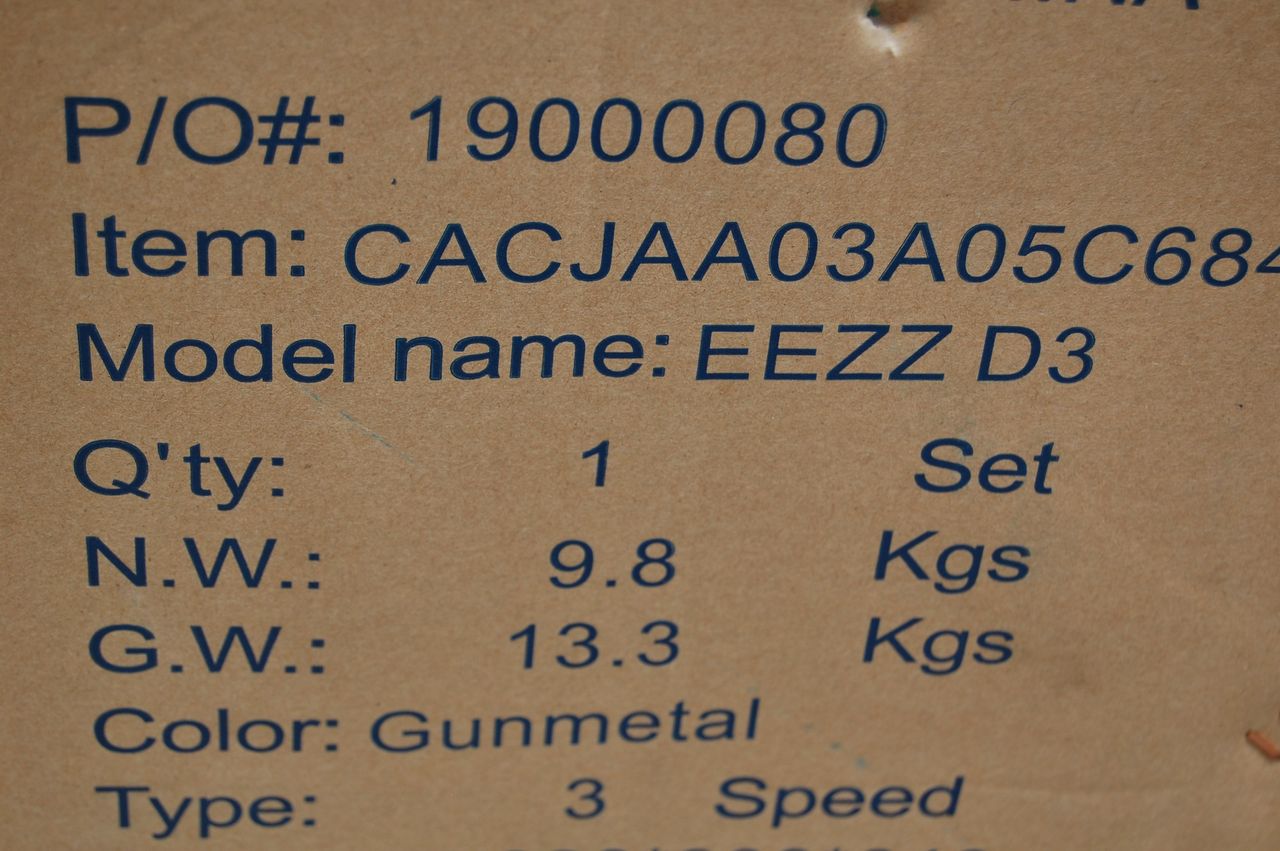 P/O#: 19000080
Item: CACJAA03A05C684
Model name: EEZZ D3
Q'ty: 1 Set
N.W.: 9.8 Kgs
G.W.: 13.3 Kgs
Color: Gunmetal
Type: 3 Speed